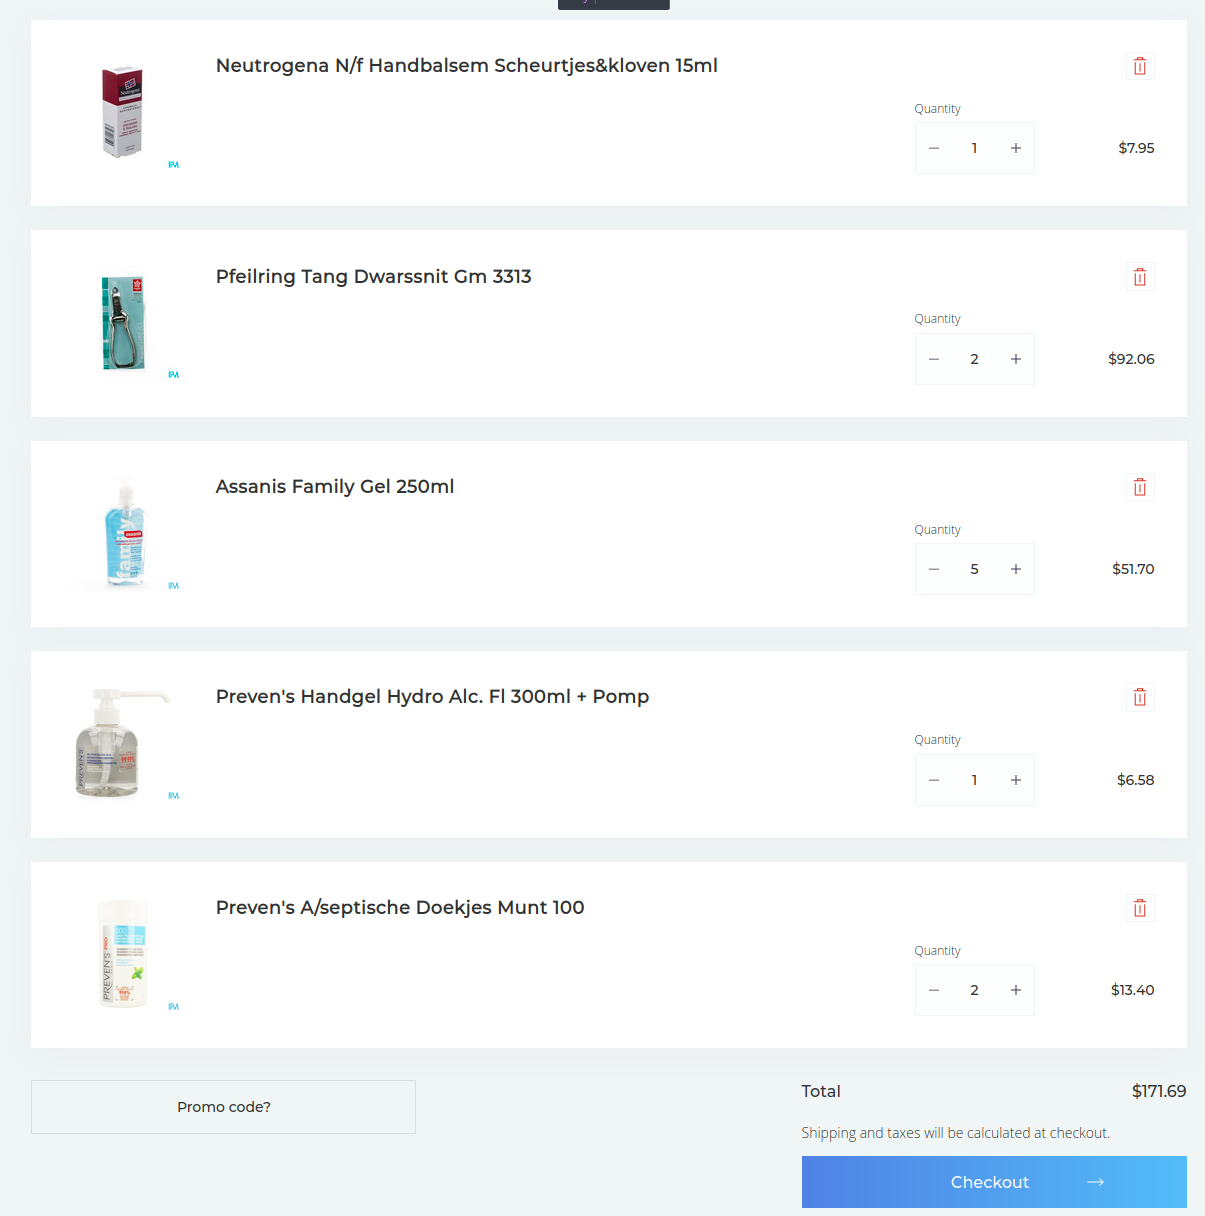 Neutrogena N/f Handbalsem Scheurtjes&kloven 15ml
Quantity
1
$7.95
Pfeilring Tang Dwarssnit Gm 3313
Quantity
2
$92.06
Assanis Family Gel 250ml
Quantity
5
$51.70
Preven's Handgel Hydro Alc. Fl 300ml + Pomp
Quantity
1
$6.58
Preven's A/septische Doekjes Munt 100
Quantity
2
$13.40
Promo code?
Total
$171.69
Shipping and taxes will be calculated at checkout.
Checkout